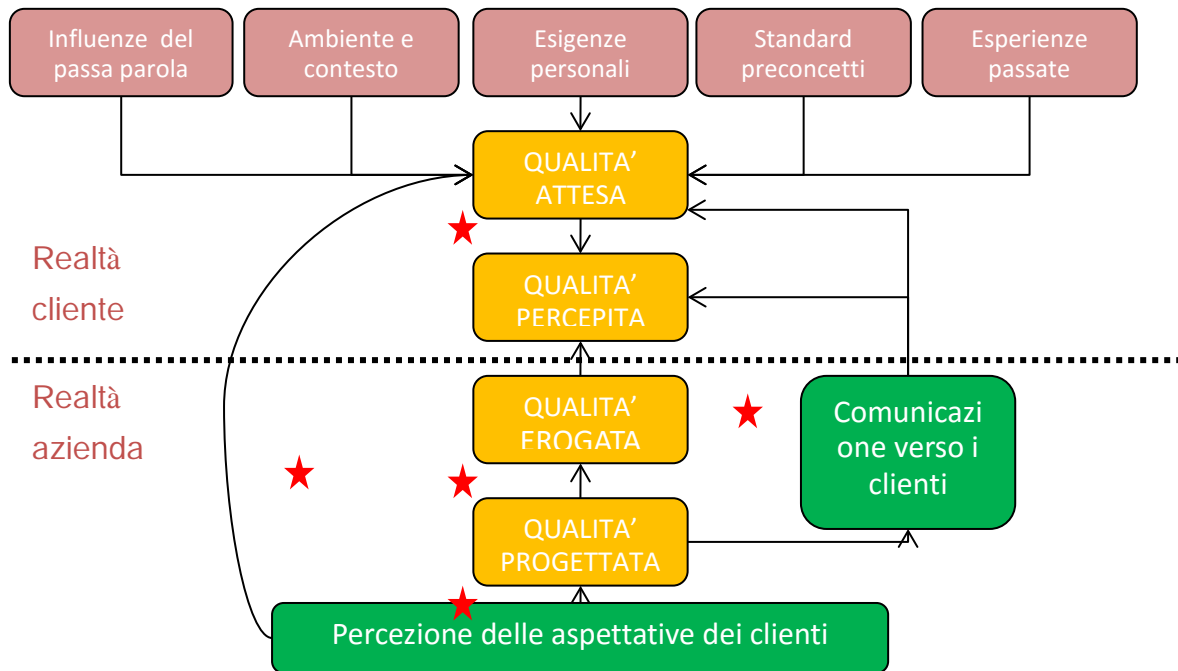 Influenze del
passa parola
Ambiente e
contesto
Esigenze
personali
Standard
preconcetti
Esperienze
passate
QUALITA’
ATTESA
Realtà
cliente
QUALITA’
PERCEPITA
Realtà
azienda
QUALITA’
EROGATA
Comunicazi
one verso i
clienti
QUALITA’
PROGETTATA
Percezione delle aspettative dei clienti